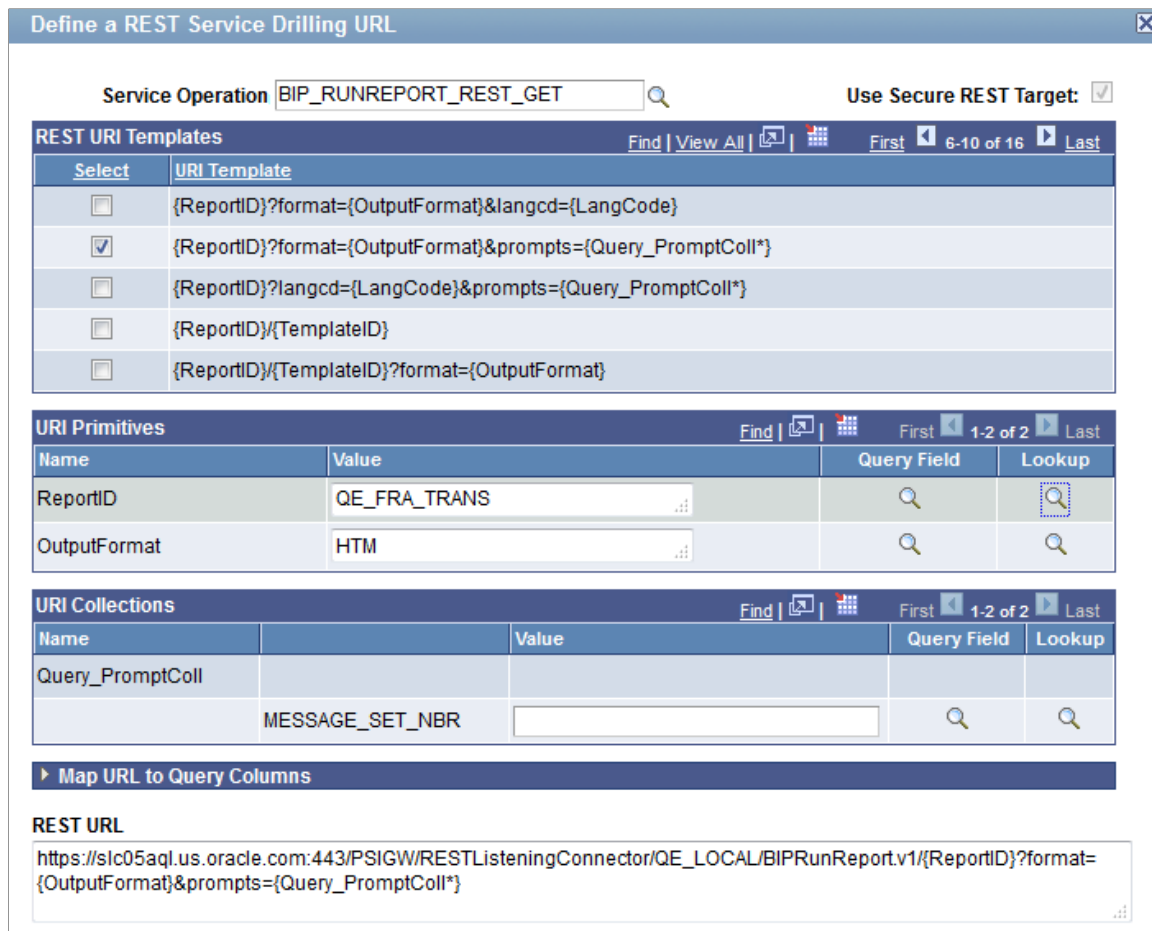 Define a REST Service Drilling URL
Service Operation BIP_RUNREPORT_REST_GET Use Secure REST Target:
REST URI Templates Find | View All | | First 6-10 of 16 Last
Select URI Template
{ReportID}?format={OutputFormat}&langcd={LangCode}
{ReportID}?format={OutputFormat}&prompts={Query_PromptColl*}
{ReportID}?langcd={LangCode}&prompts={Query_PromptColl*}
{ReportID}/{TemplateID}
{ReportID}/{TemplateID}?format={OutputFormat}
URI Primitives Find | | First 1-2 of 2 Last
Name Value Query Field Lookup
ReportID QE_FRA_TRANS
OutputFormat HTM
URI Collections Find | | First 1-2 of 2 Last
Name Value Query Field Lookup
Query_PromptColl
MESSAGE_SET_NBR
Map URL to Query Columns
REST URL
https://slc05aql.us.oracle.com:443/PSIGW/RESTListeningConnector/QE_LOCAL/BIPRunReport.v1/{ReportID}?format=
{OutputFormat}&prompts={Query_PromptColl*}